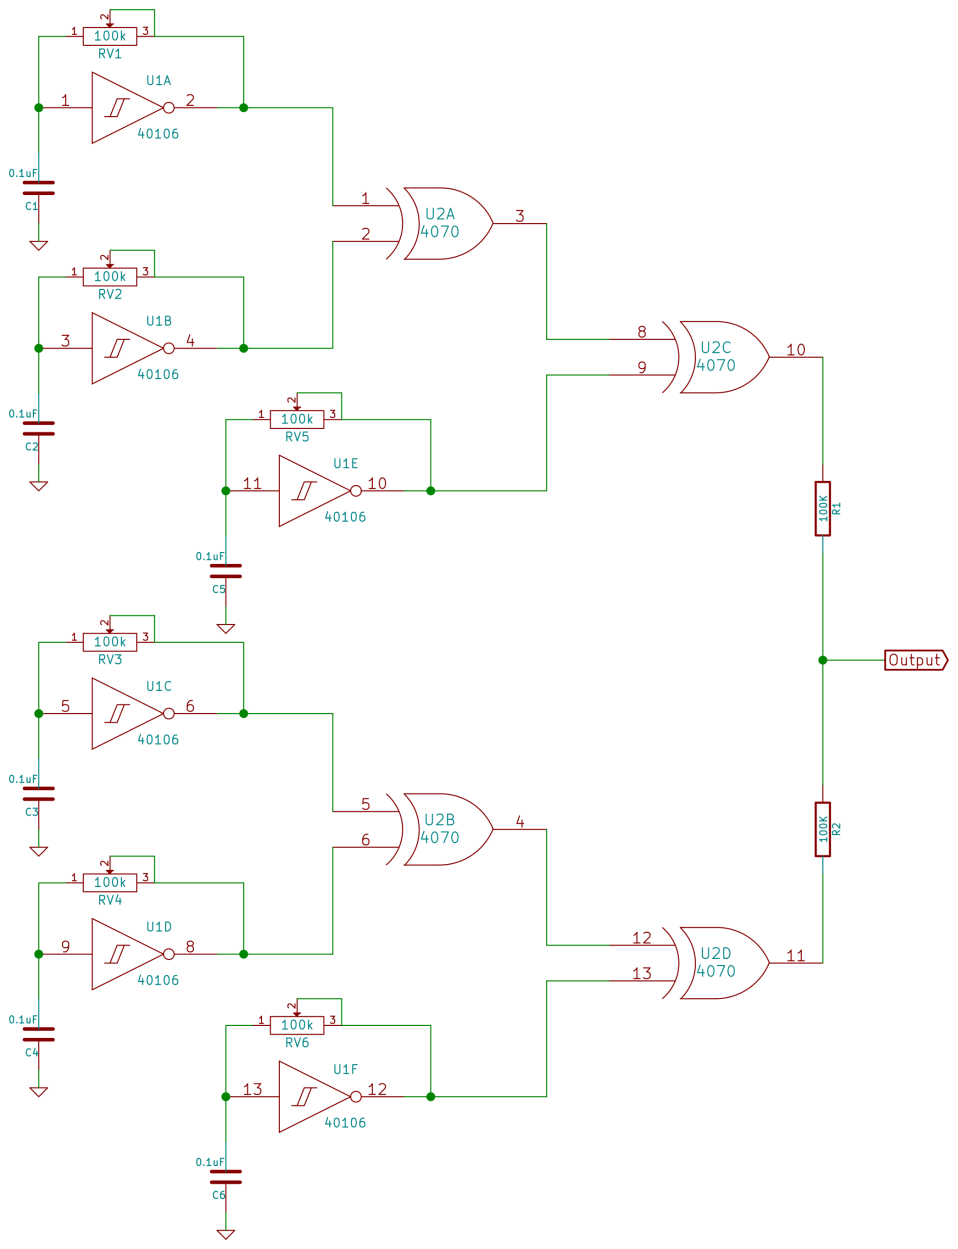 2
1 100k 3
RV1
U1A
1 2
40106
0.1uF
C1
1
U2A
4070
3
2
2
1 100k 3
RV2
U1B
3 4
40106
0.1uF
C2
8
U2C
4070
10
9
2
1 100k 3
RV5
U1E
11 10
40106
0.1uF
C5
100K
R1
2
1 100k 3
RV3
U1C
5 6
40106
0.1uF
C3
Output
5
U2B
4070
4
6
100K
R2
2
1 100k 3
RV4
U1D
9 8
40106
0.1uF
C4
12
U2D
4070
11
13
2
1 100k 3
RV6
U1F
13 12
40106
0.1uF
C6